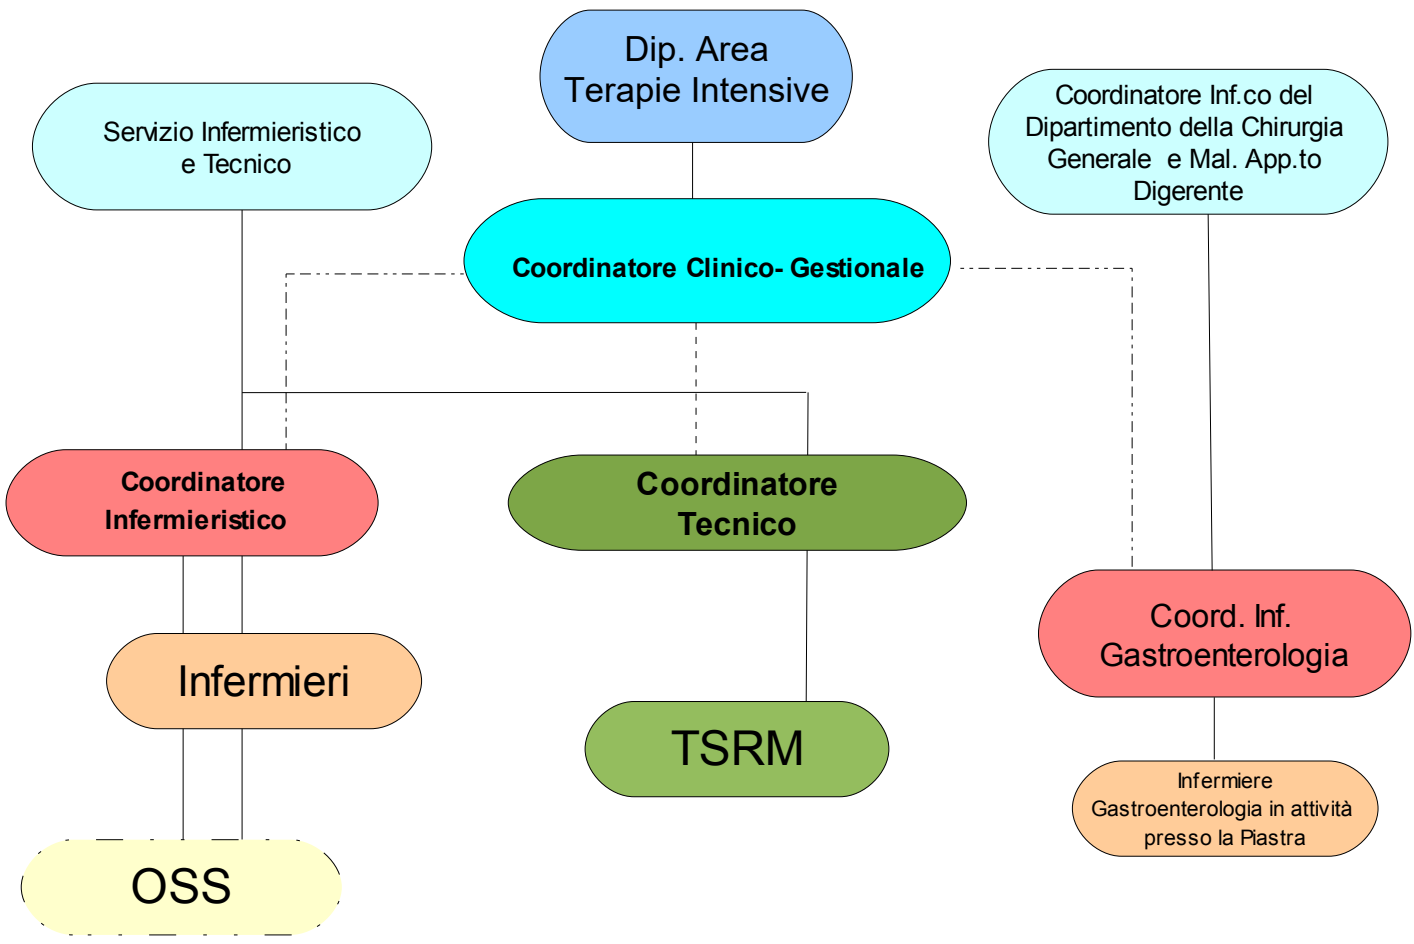 Dip. Area
Terapie Intensive
Servizio Infermieristico
e Tecnico
Coordinatore Inf.co del
Dipartimento della Chirurgia
Generale e Mal. App.to
Digerente
Coordinatore Clinico- Gestionale
Coordinatore
Infermieristico
Coordinatore
Tecnico
Coord. Inf.
Gastroenterologia
Infermieri
TSRM
Infermiere
Gastroenterologia in attività
presso la Piastra
OSS